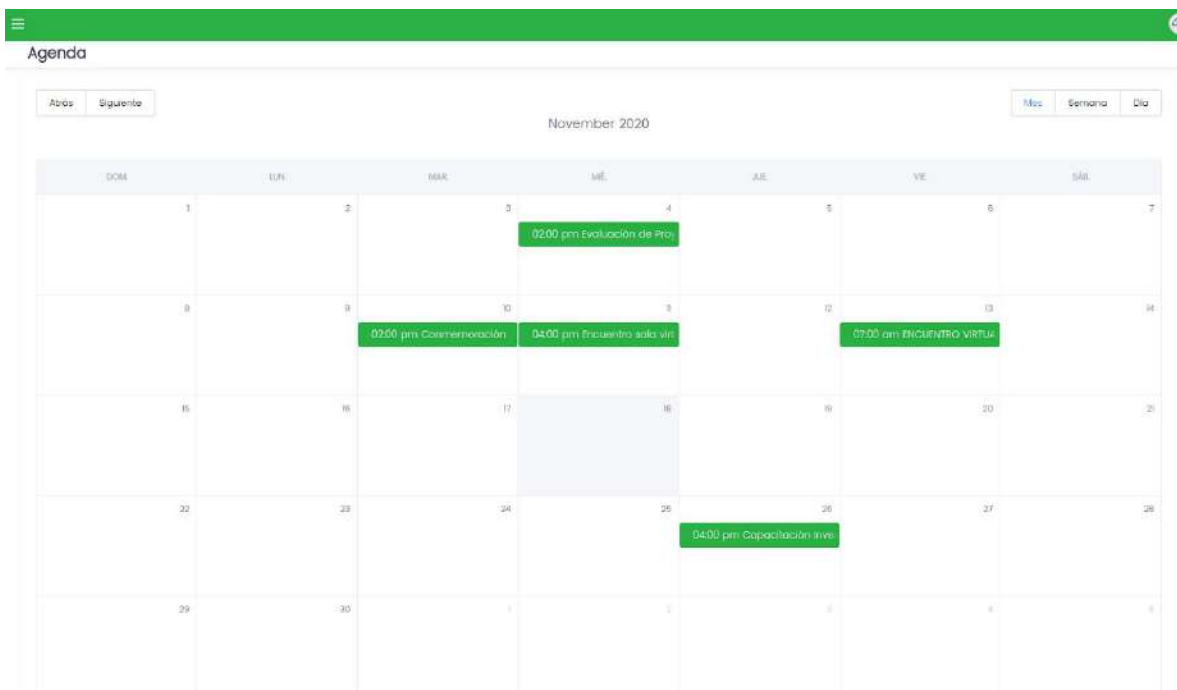 Agenda
Atrás Siguiente
Mes Semana Día
November 2020
DOM. LUN. MAR. MIÉ. JUE. VIE. SÁB.
1 2 3 4 5 6 7
02:00 pm Evaluación de Proy
8 9 10 11 12 13 14
02:00 pm Conmemoración 04:00 pm Encuentro sala virt 07:00 am ENCUENTRO VIRTUA
15 16 17 18 19 20 21
22 23 24 25 26 27 28
04:00 pm Capacitación Inve
29 30 1 2 3 4 5